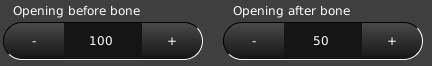 Opening before bone
Opening after bone
- 100 +
- 50 +